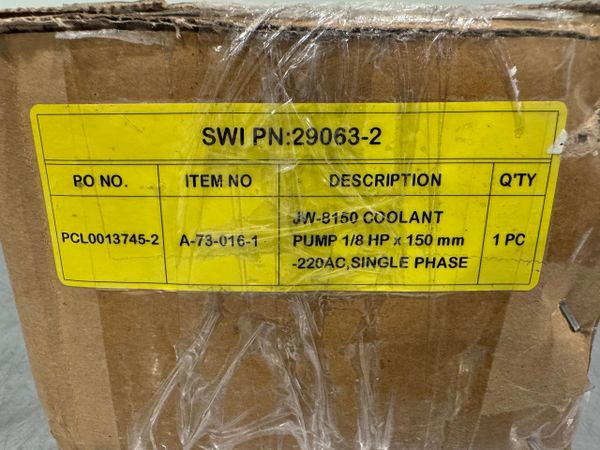 SWI PN:29063-2
PO NO. ITEM NO DESCRIPTION Q'TY
PCL0013745-2 A-73-016-1 JW-8150 COOLANT
PUMP 1/8 HP x 150 mm
-220AC,SINGLE PHASE 1 PC